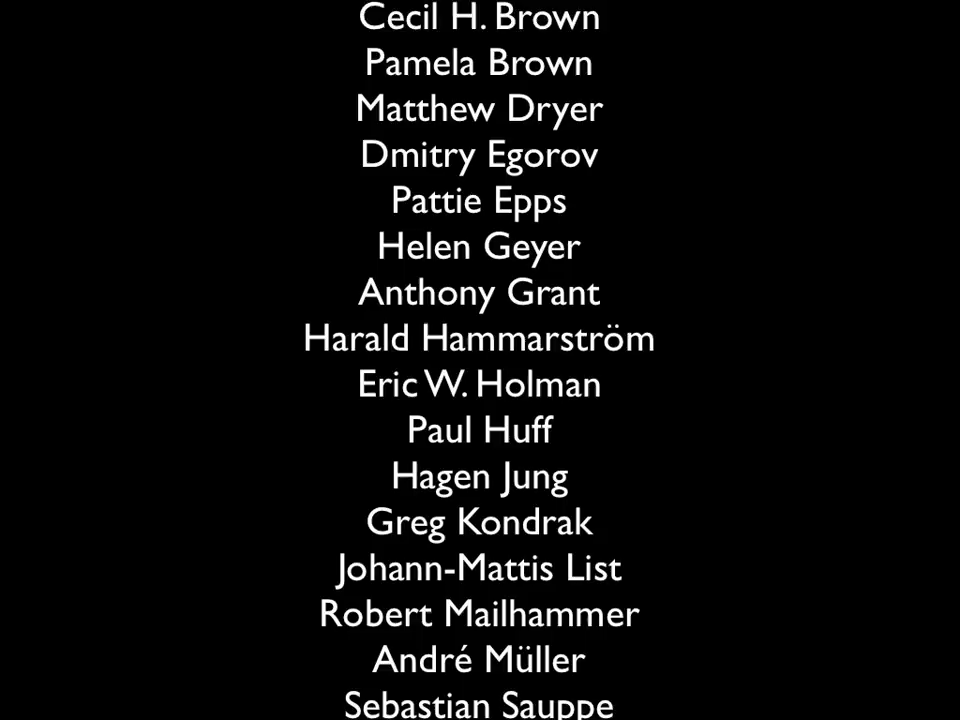 Cecil H. Brown
Pamela Brown
Matthew Dryer
Dmitry Egorov
Pattie Epps
Helen Geyer
Anthony Grant
Harald Hammarström
Eric W. Holman
Paul Huff
Hagen Jung
Greg Kondrak
Johann-Mattis List
Robert Mailhammer
André Müller
Sebastian Sauppe